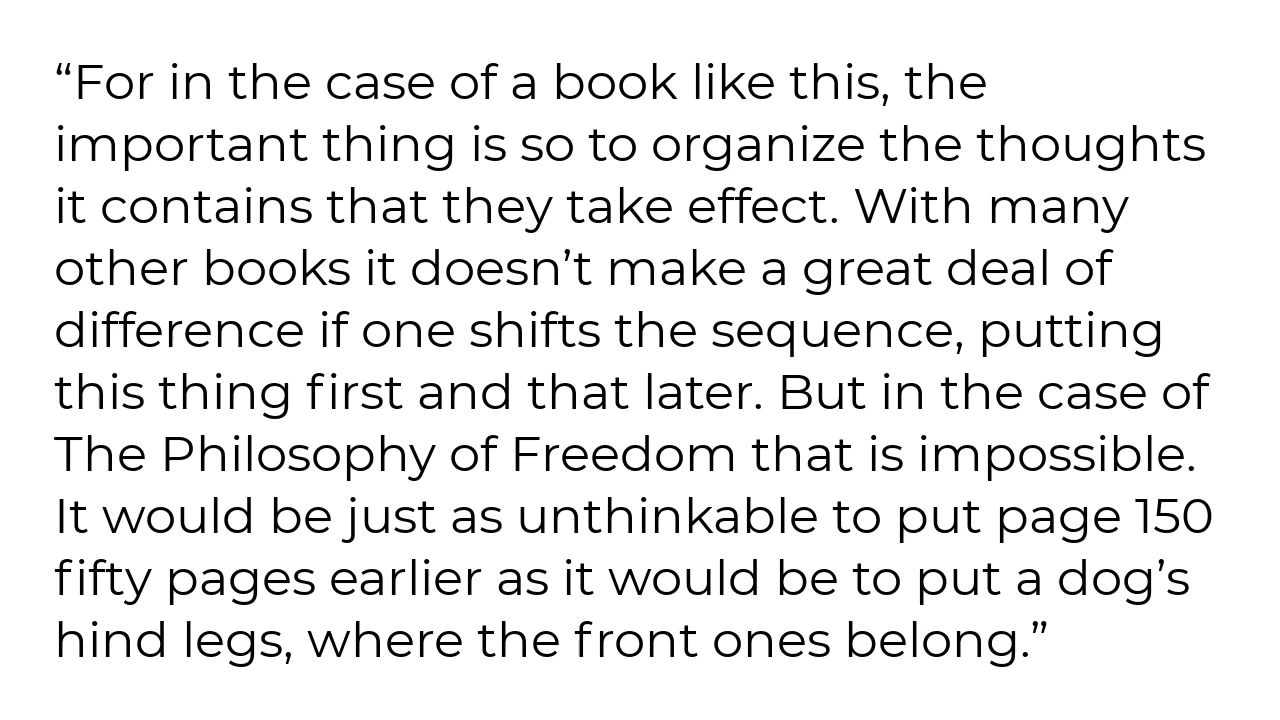 “For in the case of a book like this, the
important thing is so to organize the thoughts
it contains that they take effect. With many
other books it doesn’t make a great deal of
difference if one shifts the sequence, putting
this thing first and that later. But in the case of
The Philosophy of Freedom that is impossible.
It would be just as unthinkable to put page 150
fifty pages earlier as it would be to put a dog’s
hind legs, where the front ones belong.”